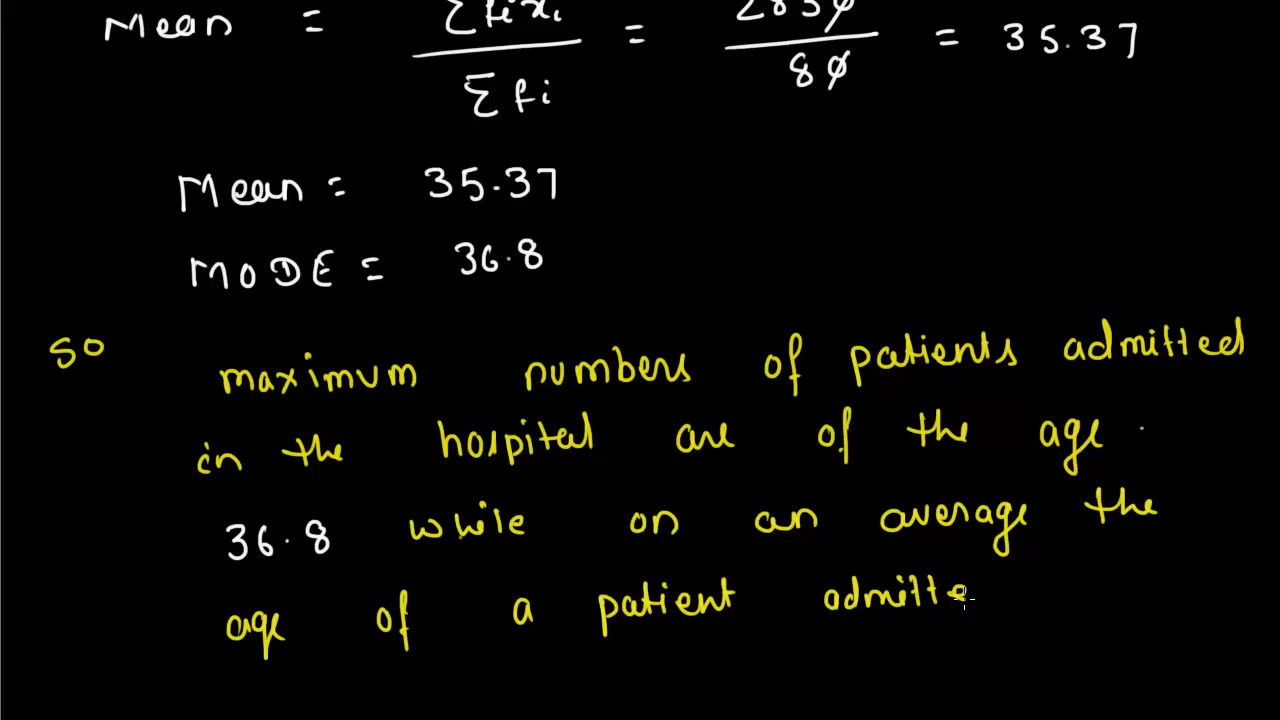 Mean = Σfixi / Σfi = 2830 / 80 = 35.37
Mean = 35.37
MODE = 36.8
so maximum numbers of patients admitted
in the hospital are of the age.
36.8 while on an average the
age of a patient admitte